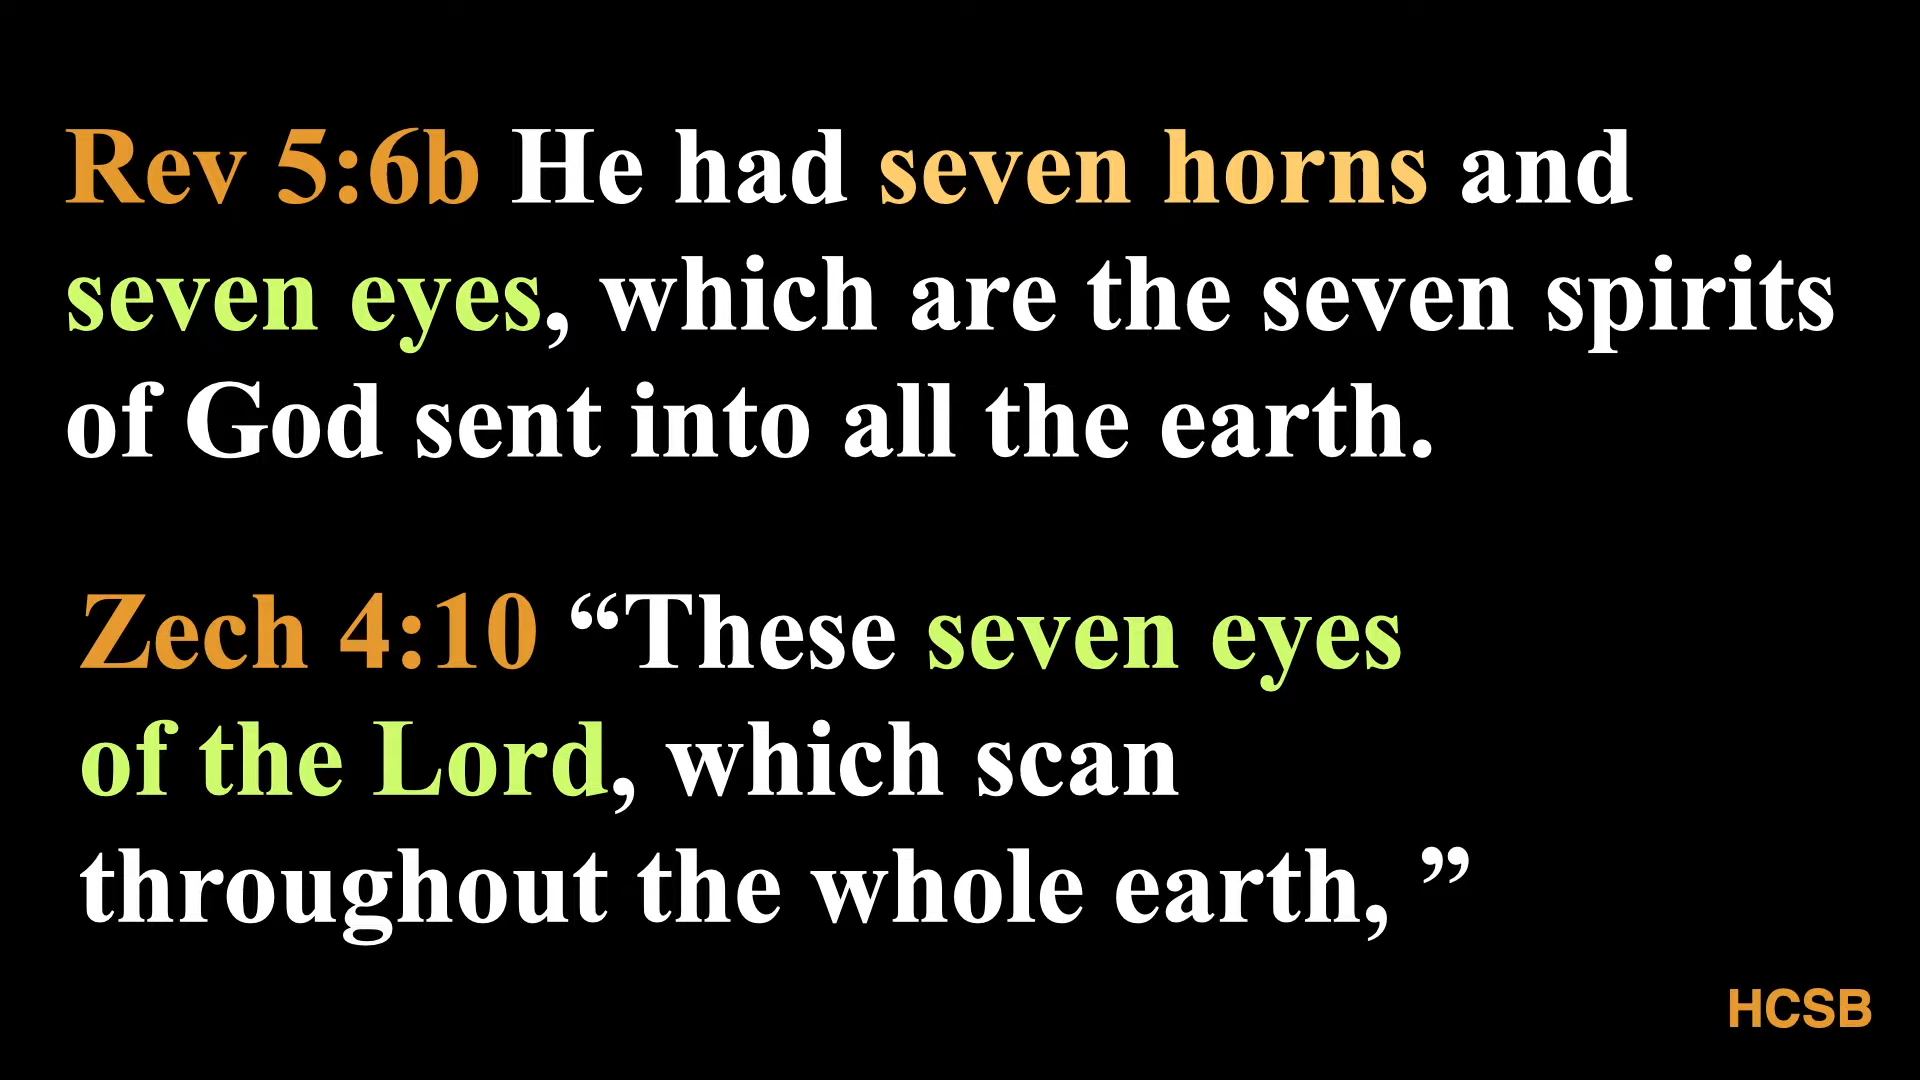 Rev 5:6b He had seven horns and
seven eyes, which are the seven spirits
of God sent into all the earth.
Zech 4:10 “These seven eyes
of the Lord, which scan
throughout the whole earth, ”
HCSB